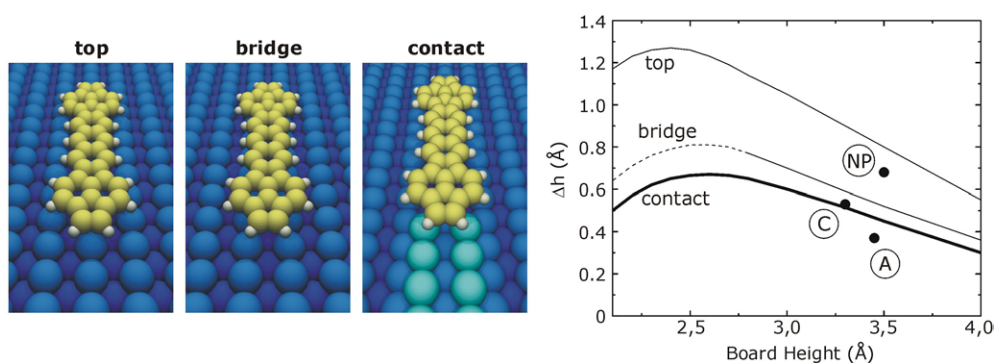 top
bridge
contact
1.4
1.2
1.0
0.8
0.6
0.4
0.2
0
Δh (Å)
top
bridge
contact
NP
C
A
2,5
3,0
3,5
4,0
Board Height (Å)